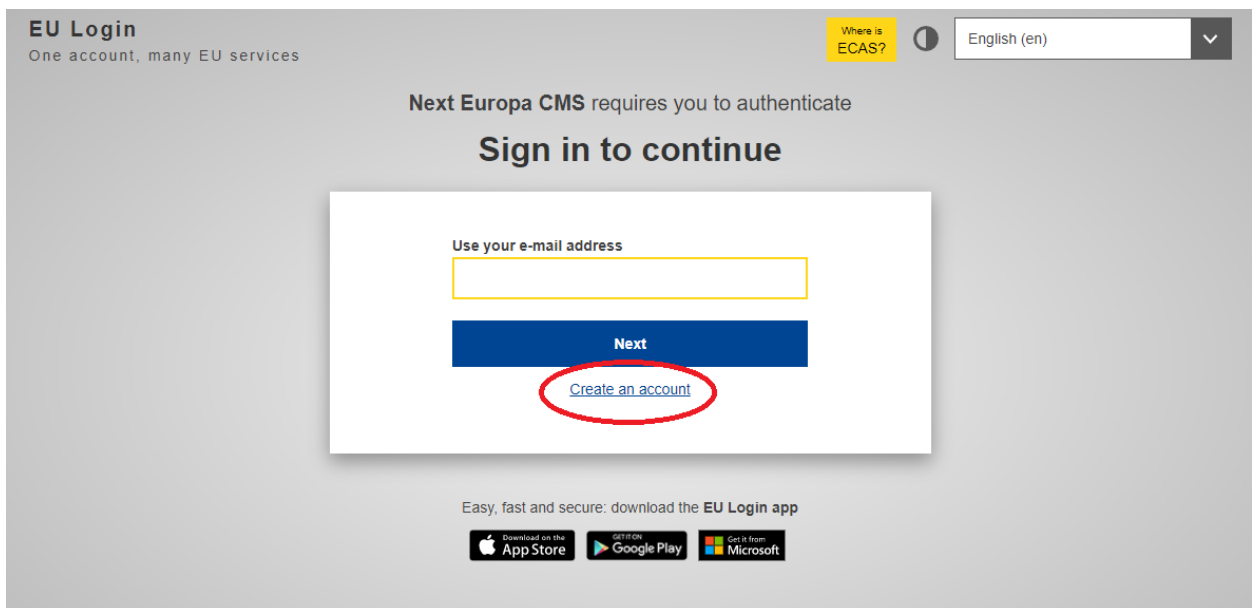 EU Login
One account, many EU services
Where is
ECAS?
English (en)
Next Europa CMS requires you to authenticate
Sign in to continue
Use your e-mail address
Next
Create an account
Easy, fast and secure: download the EU Login app
Download on the
App Store
GET IT ON
Google Play
Get it from
Microsoft